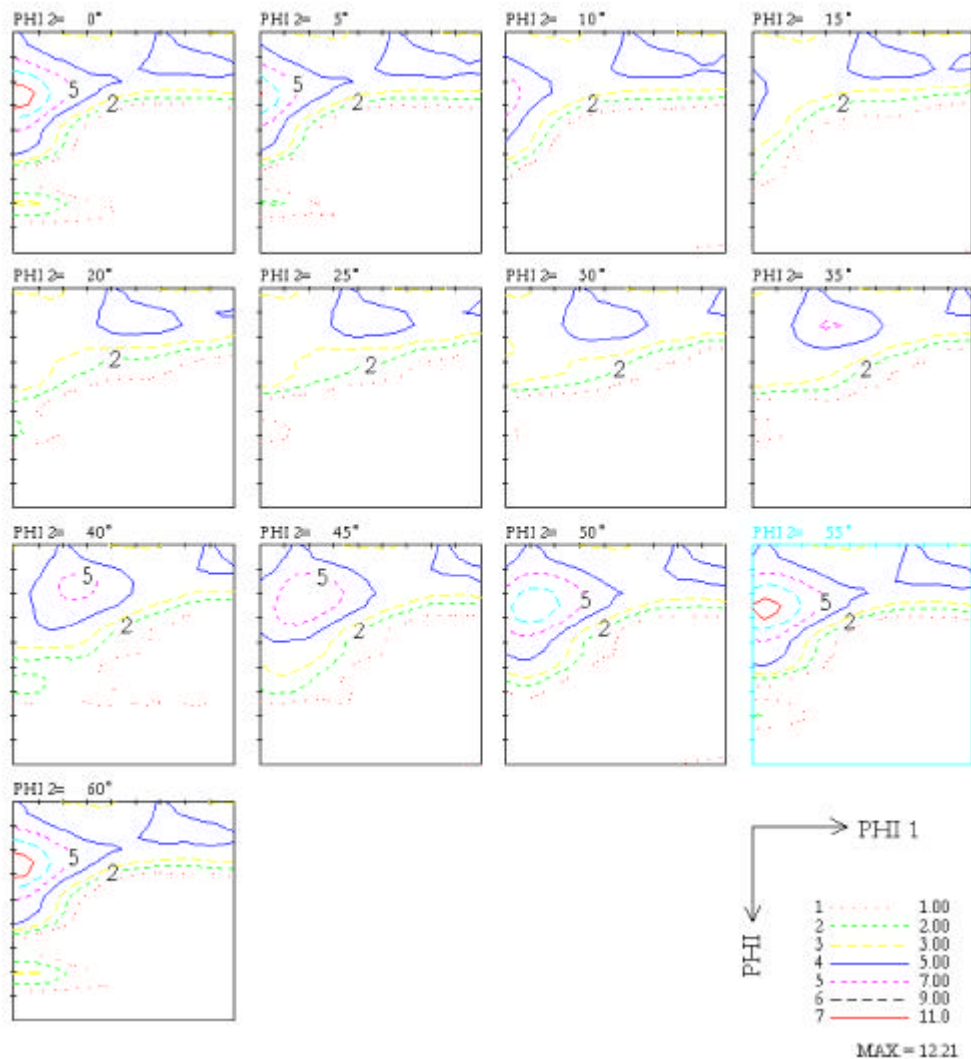 PHI 2= 0°
PHI 2= 5°
PHI 2= 10°
PHI 2= 15°
5
2
5
2
2
PHI 2= 20°
PHI 2= 25°
PHI 2= 30°
PHI 2= 35°
2
2
2
2
PHI 2= 40°
PHI 2= 45°
PHI 2= 50°
PHI 2= 55°
5
2
5
2
5
2
5
2
PHI 2= 60°
5
2
PHI 1
PHI
1 1.00
2 2.00
3 3.00
4 5.00
5 7.00
6 9.00
7 11.0
MAX = 12.21